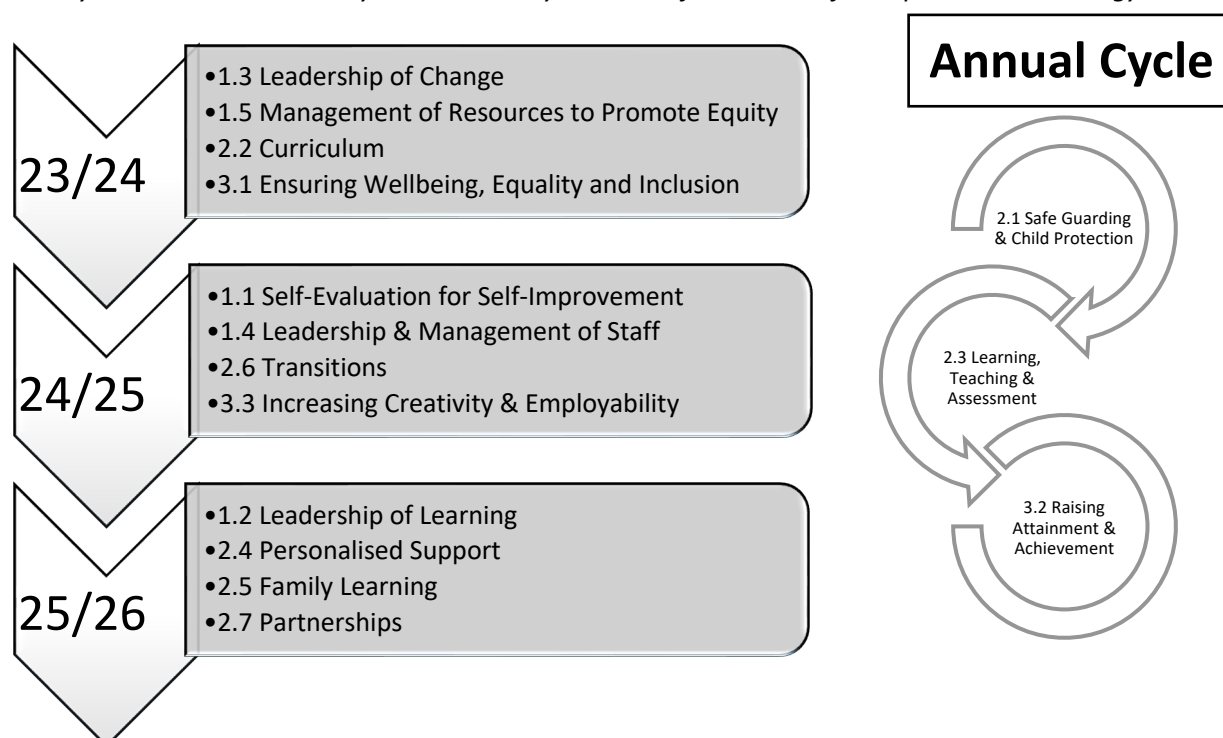 23/24
•1.3 Leadership of Change
•1.5 Management of Resources to Promote Equity
•2.2 Curriculum
•3.1 Ensuring Wellbeing, Equality and Inclusion
24/25
•1.1 Self-Evaluation for Self-Improvement
•1.4 Leadership & Management of Staff
•2.6 Transitions
•3.3 Increasing Creativity & Employability
25/26
•1.2 Leadership of Learning
•2.4 Personalised Support
•2.5 Family Learning
•2.7 Partnerships
Annual Cycle
2.1 Safe Guarding
& Child Protection
2.3 Learning,
Teaching &
Assessment
3.2 Raising
Attainment &
Achievement